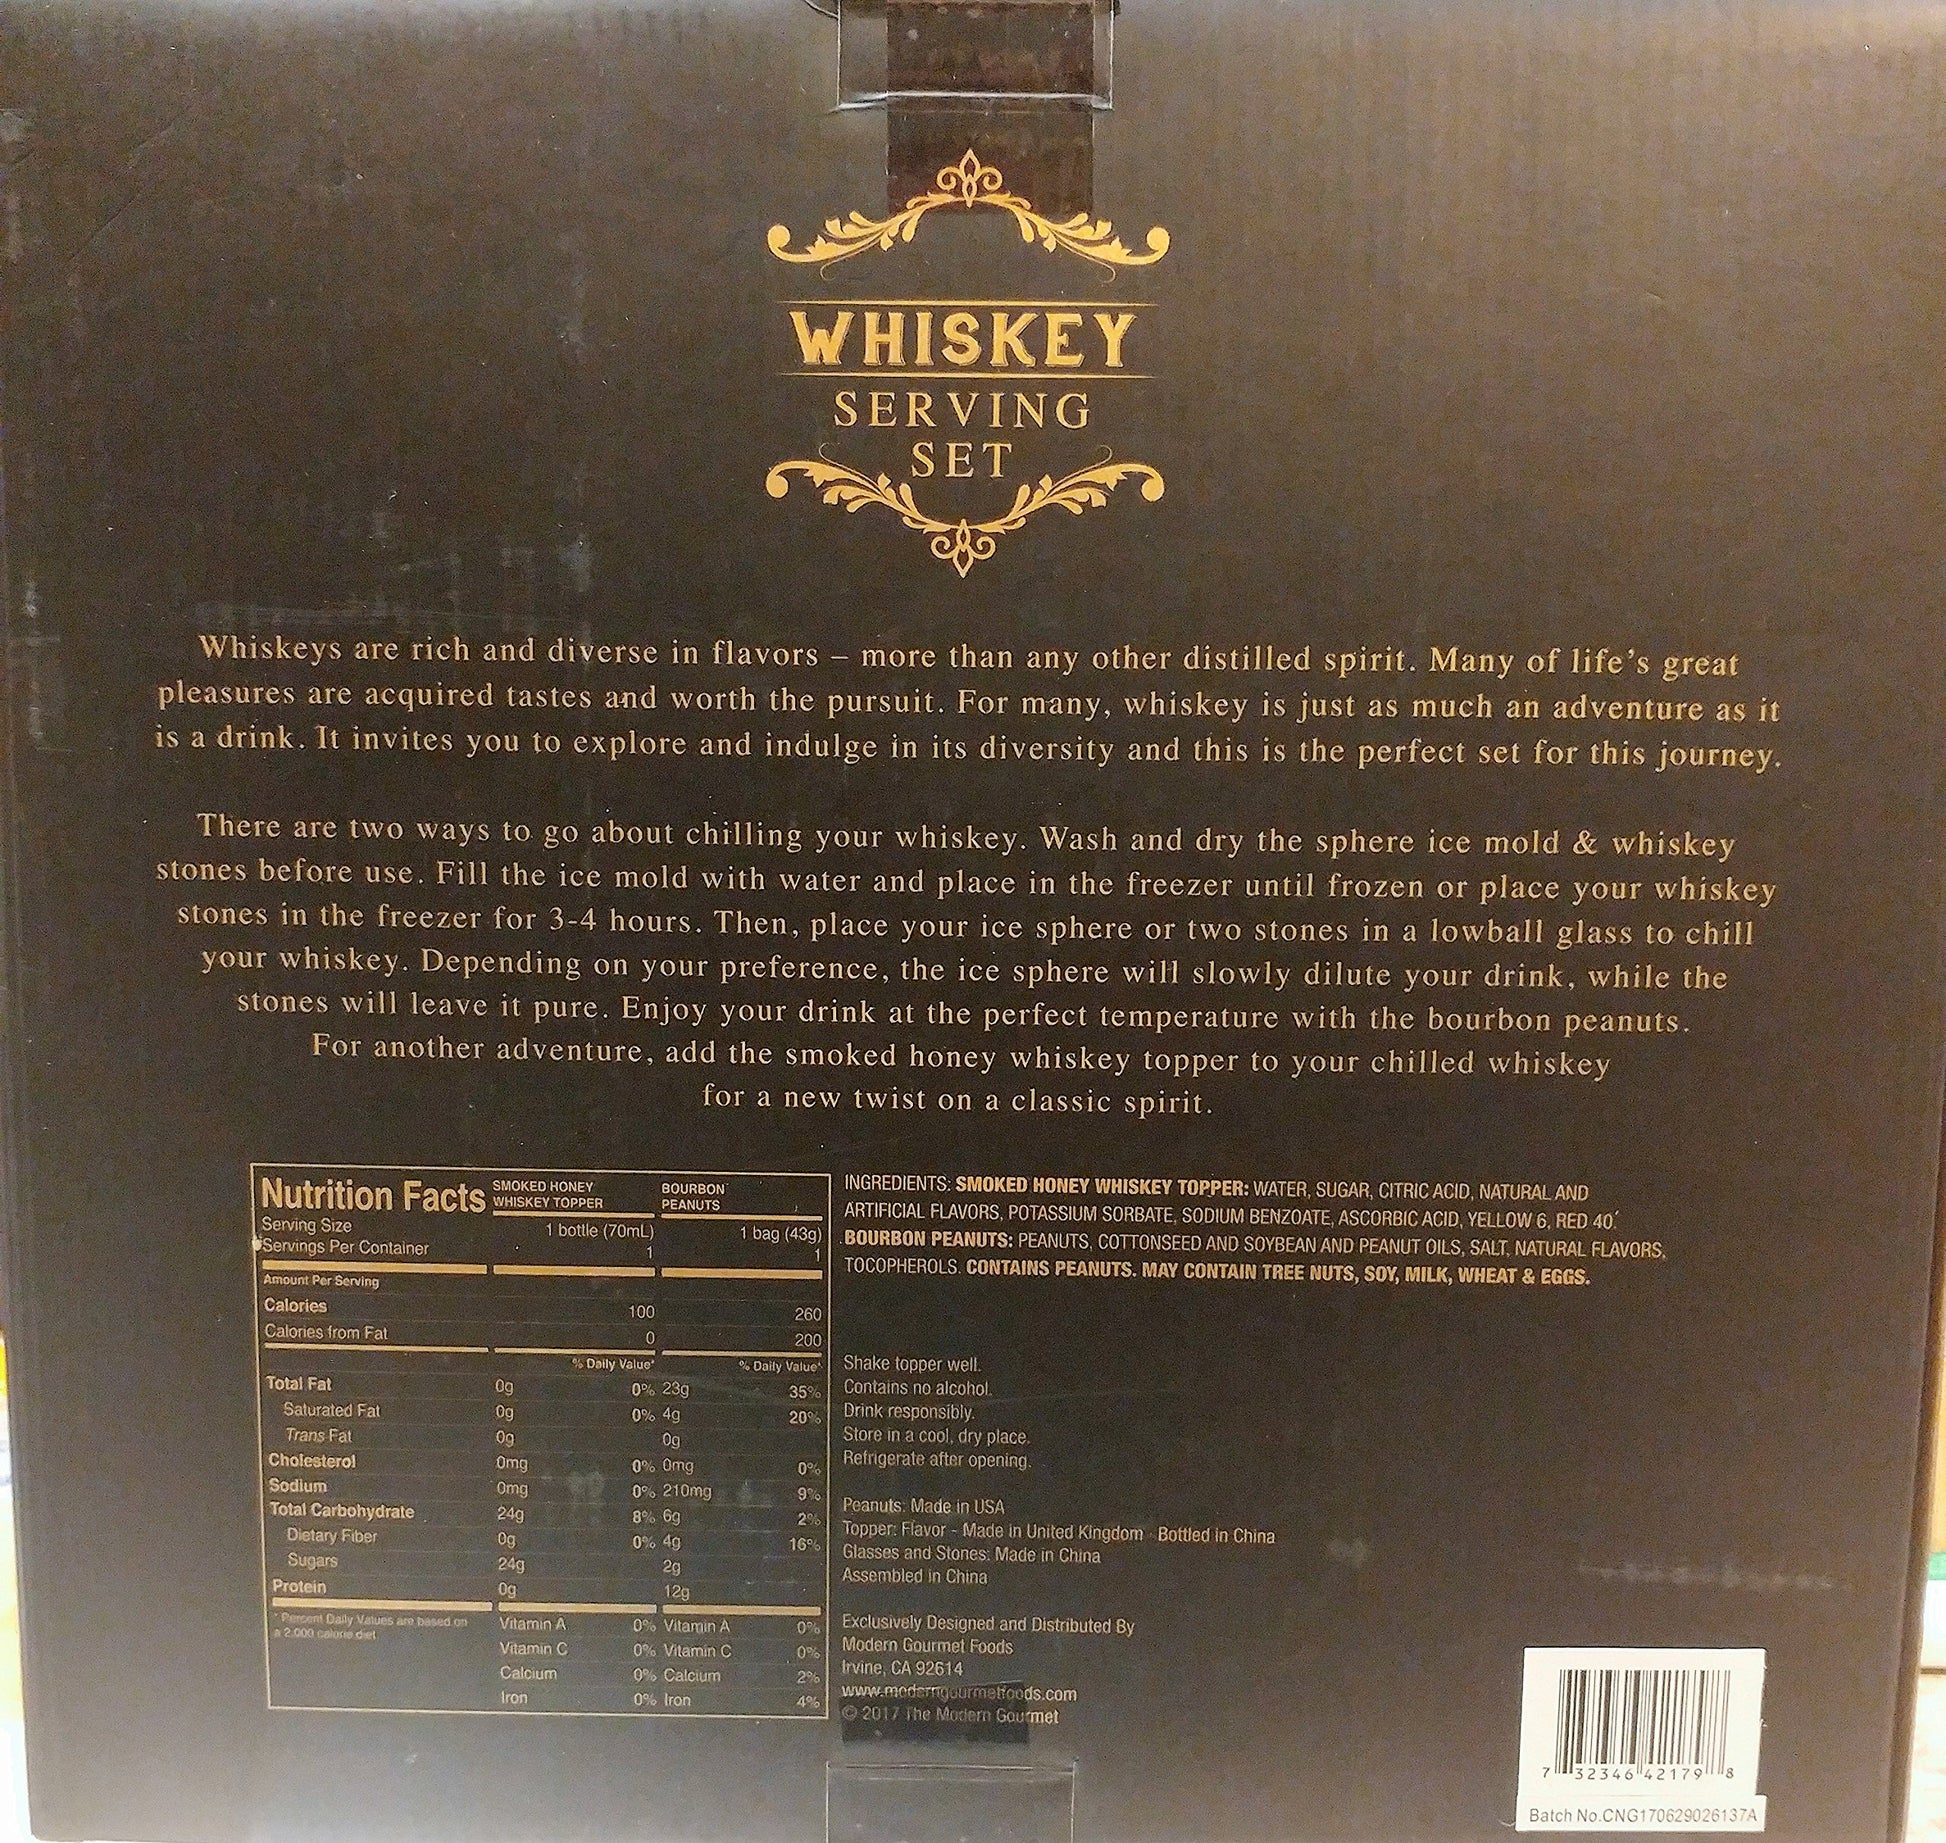 WHISKEY
SERVING
SET
Whiskeys are rich and diverse in flavors – more than any other distilled spirit. Many of life's great
pleasures are acquired tastes and worth the pursuit. For many, whiskey is just as much an adventure as it
is a drink. It invites you to explore and indulge in its diversity and this is the perfect set for this journey.
There are two ways to go about chilling your whiskey. Wash and dry the sphere ice mold & whiskey
stones before use. Fill the ice mold with water and place in the freezer until frozen or place your whiskey
stones in the freezer for 3-4 hours. Then, place your ice sphere or two stones in a lowball glass to chill
your whiskey. Depending on your preference, the ice sphere will slowly dilute your drink, while the
stones will leave it pure. Enjoy your drink at the perfect temperature with the bourbon peanuts.
For another adventure, add the smoked honey whiskey topper to your chilled whiskey
for a new twist on a classic spirit.
Nutrition Facts SMOKED HONEY WHISKEY TOPPER BOURBON PEANUTS
Serving Size 1 bottle (70mL) 1 bag (43g)
Servings Per Container 1 1
Amount Per Serving
Calories 100 260
Calories from Fat 0 200
% Daily Value* % Daily Value*
Total Fat 0g 0% 23g 35%
Saturated Fat 0g 0% 4g 20%
Trans Fat 0g 0g
Cholesterol 0mg 0% 0mg 0%
Sodium 0mg 0% 210mg 9%
Total Carbohydrate 24g 8% 6g 2%
Dietary Fiber 0g 0% 4g 16%
Sugars 24g 2g
Protein 0g 12g
* Percent Daily Values are based on
a 2,000 calorie diet
Vitamin A 0% Vitamin A 0%
Vitamin C 0% Vitamin C 0%
Calcium 0% Calcium 2%
Iron 0% Iron 4%
INGREDIENTS: SMOKED HONEY WHISKEY TOPPER: WATER, SUGAR, CITRIC ACID, NATURAL AND
ARTIFICIAL FLAVORS, POTASSIUM SORBATE, SODIUM BENZOATE, ASCORBIC ACID, YELLOW 6, RED 40.
BOURBON PEANUTS: PEANUTS, COTTONSEED AND SOYBEAN AND PEANUT OILS, SALT, NATURAL FLAVORS,
TOCOPHEROLS. CONTAINS PEANUTS. MAY CONTAIN TREE NUTS, SOY, MILK, WHEAT & EGGS.
Shake topper well.
Contains no alcohol.
Drink responsibly.
Store in a cool, dry place.
Refrigerate after opening.
Peanuts: Made in USA
Topper: Flavor - Made in United Kingdom - Bottled in China
Glasses and Stones: Made in China
Assembled in China
Exclusively Designed and Distributed By
Modern Gourmet Foods
Irvine, CA 92614
www.moderngourmetfoods.com
© 2017 The Modern Gourmet
7 32346 42179 8
Batch No.CNG170629026137A